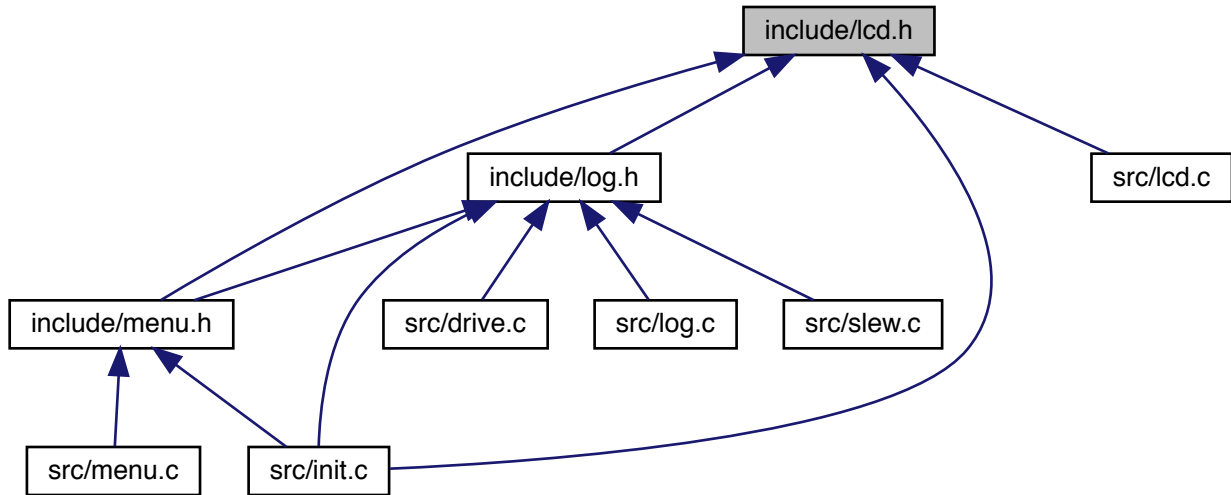 include/lcd.h
include/log.h
src/lcd.c
include/menu.h
src/drive.c
src/log.c
src/slew.c
src/menu.c
src/init.c